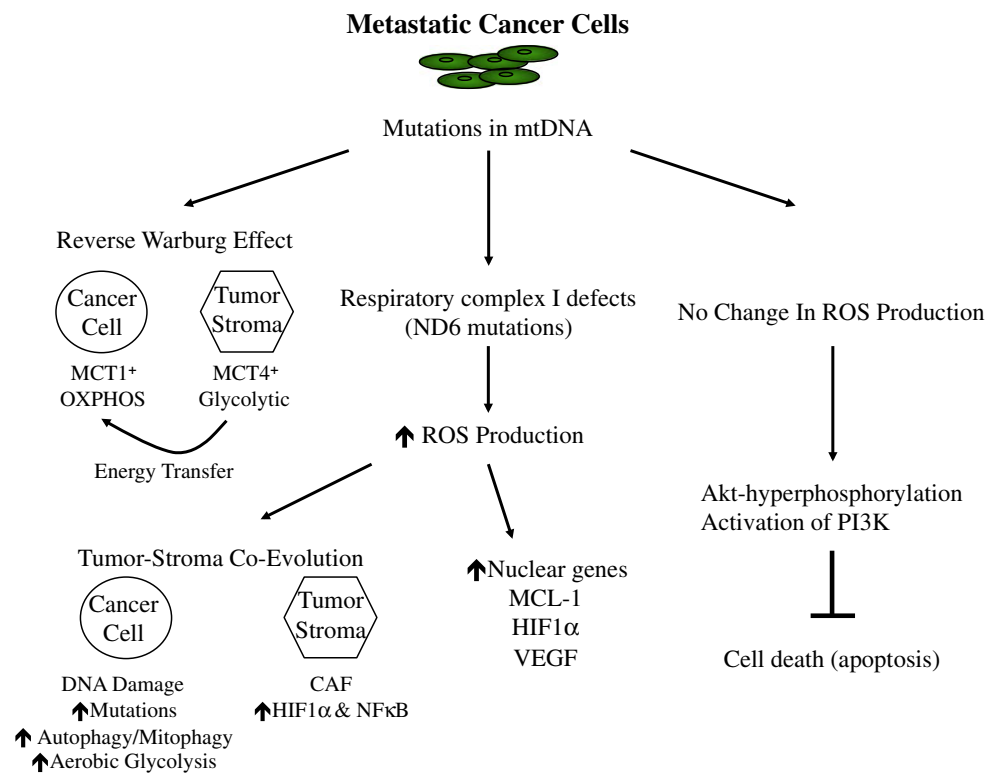 Metastatic Cancer Cells
Mutations in mtDNA
Reverse Warburg Effect
Cancer
Cell
MCT1⁺
OXPHOS
Tumor
Stroma
MCT4⁺
Glycolytic
Energy Transfer
Respiratory complex I defects
(ND6 mutations)
ROS Production
No Change In ROS Production
Akt-hyperphosphorylation
Activation of PI3K
Cell death (apoptosis)
Tumor-Stroma Co-Evolution
Cancer
Cell
DNA Damage
Mutations
Autophagy/Mitophagy
Aerobic Glycolysis
Tumor
Stroma
CAF
HIF1α & NFκB
Nuclear genes
MCL-1
HIF1α
VEGF